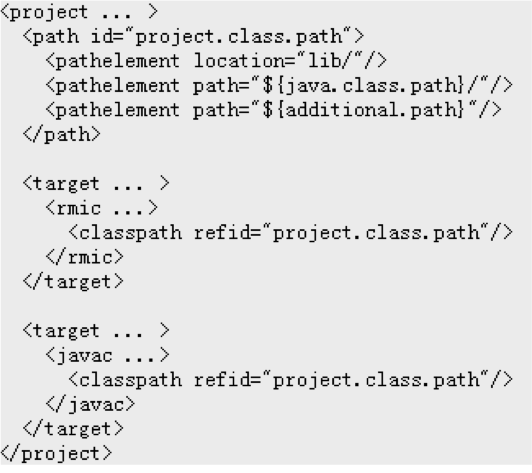 <project ... >
  <path id="project.class.path">
    <pathelement location="lib/"/>
    <pathelement path="${java.class.path}/"/>
    <pathelement path="${additional.path}"/>
  </path>

  <target ... >
    <rmic ...>
      <classpath refid="project.class.path"/>
    </rmic>
  </target>

  <target ... >
    <javac ...>
      <classpath refid="project.class.path"/>
    </javac>
  </target>
</project>